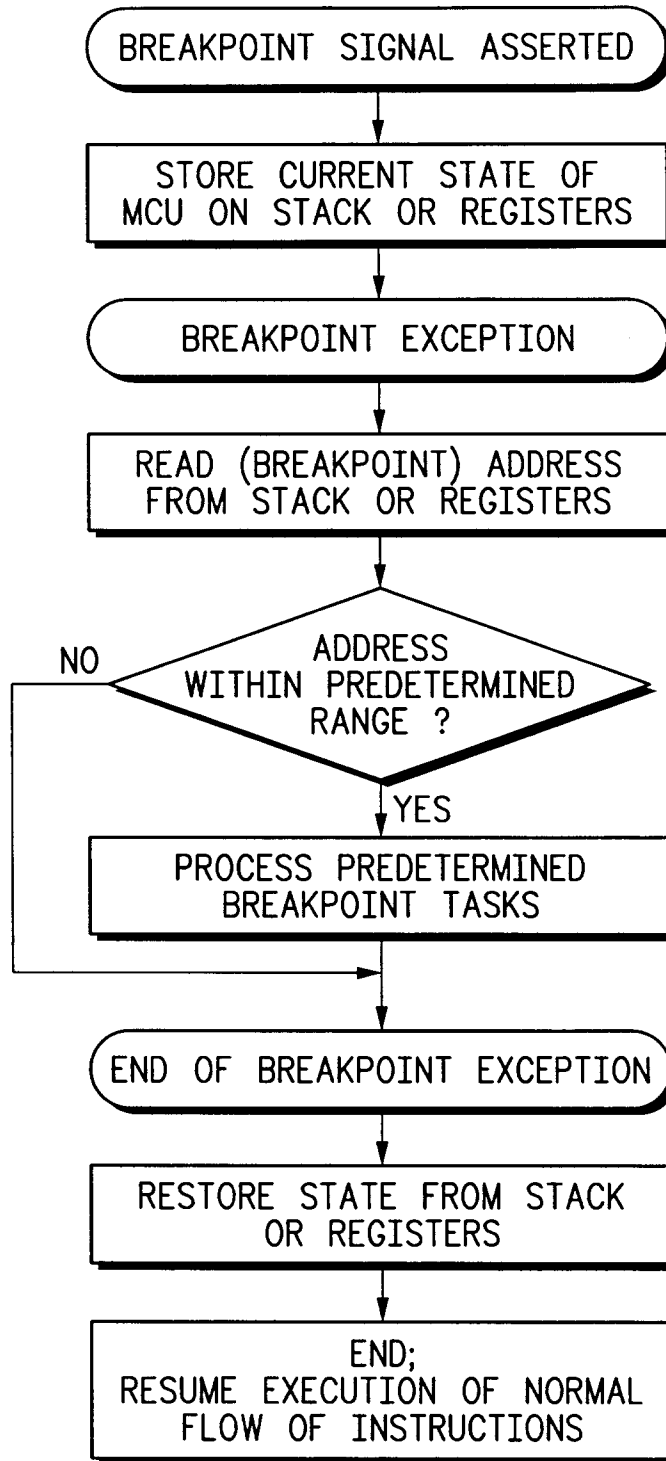 BREAKPOINT SIGNAL ASSERTED
STORE CURRENT STATE OF
MCU ON STACK OR REGISTERS
BREAKPOINT EXCEPTION
READ (BREAKPOINT) ADDRESS
FROM STACK OR REGISTERS
ADDRESS
WITHIN PREDETERMINED
RANGE ?
NO
YES
PROCESS PREDETERMINED
BREAKPOINT TASKS
END OF BREAKPOINT EXCEPTION
RESTORE STATE FROM STACK
OR REGISTERS
END;
RESUME EXECUTION OF NORMAL
FLOW OF INSTRUCTIONS